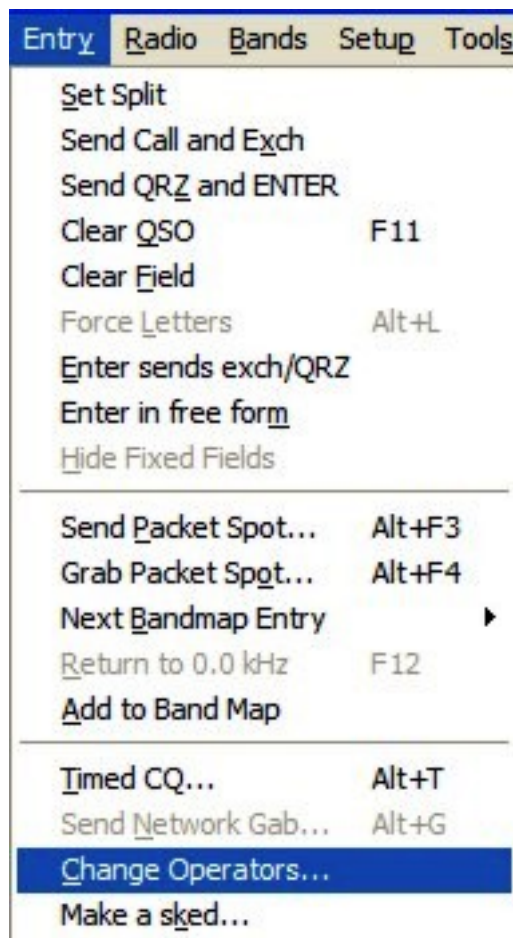 Entry Radio Bands Setup Tools
Set Split
Send Call and Exch
Send QRZ and ENTER
Clear QSO F11
Clear Field
Force Letters Alt+L
Enter sends exch/QRZ
Enter in free form
Hide Fixed Fields
Send Packet Spot... Alt+F3
Grab Packet Spot... Alt+F4
Next Bandmap Entry
Return to 0.0 kHz F12
Add to Band Map
Timed CQ... Alt+T
Send Network Gab... Alt+G
Change Operators...
Make a sked...